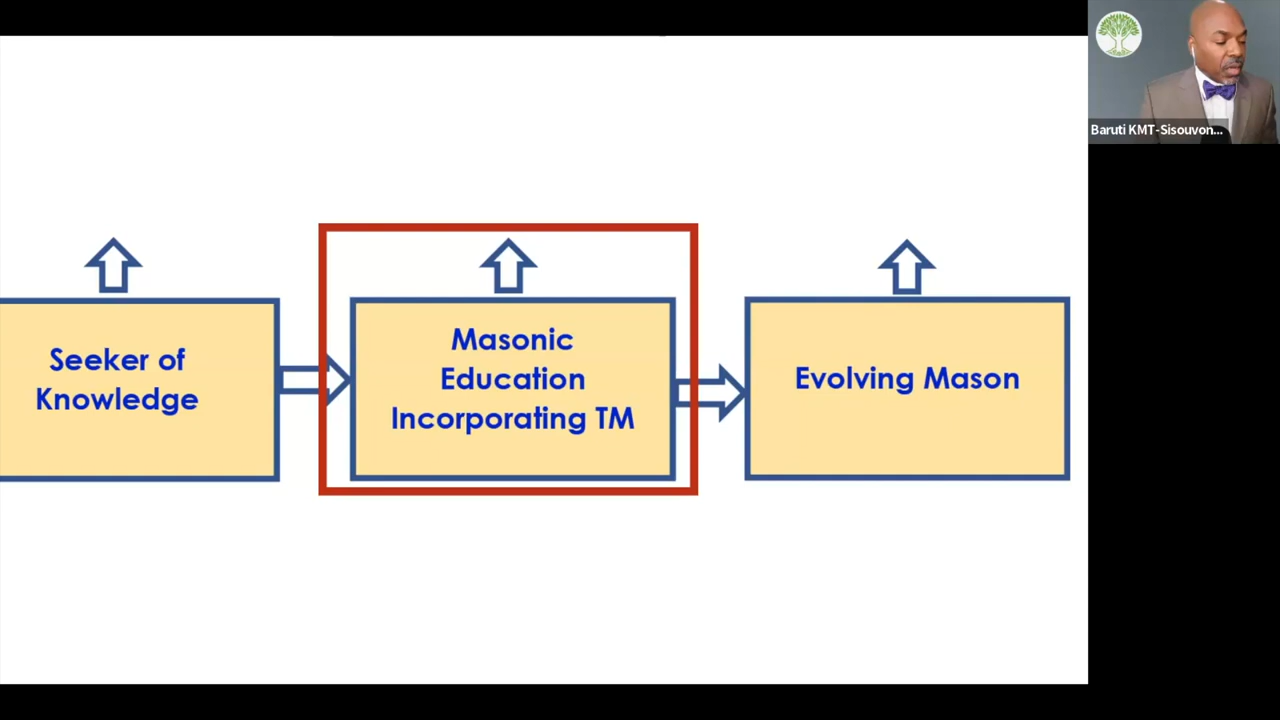 Seeker of
Knowledge
Masonic
Education
Incorporating TM
Evolving Mason
Baruti KMT-Sisouvon...